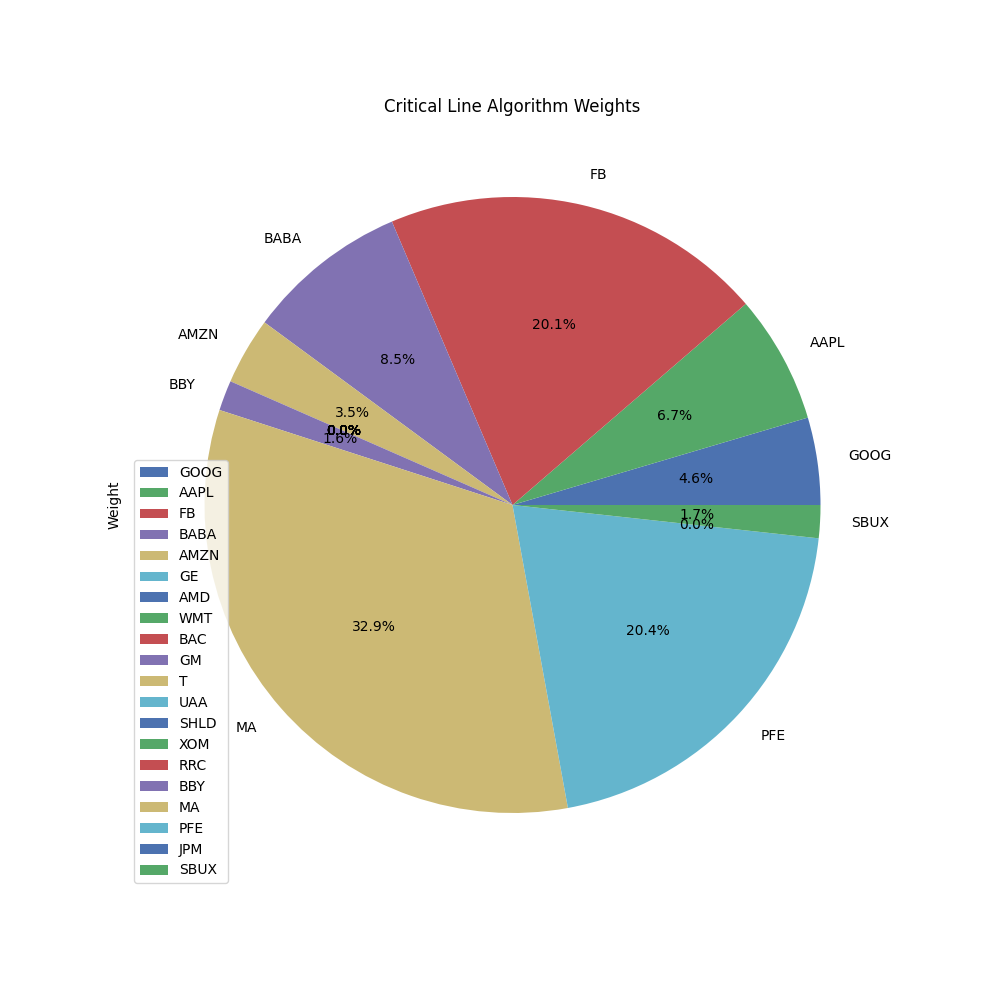 Critical Line Algorithm Weights
FB
BABA
AMZN
AAPL
BBY
20.1%
8.5%
3.5%
6.7%
0.0%
1.6%
GOOG
4.6%
1.7%
0.0%
SBUX
Weight
32.9%
20.4%
MA
PFE
GOOG
AAPL
FB
BABA
AMZN
GE
AMD
WMT
BAC
GM
T
UAA
SHLD
XOM
RRC
BBY
MA
PFE
JPM
SBUX